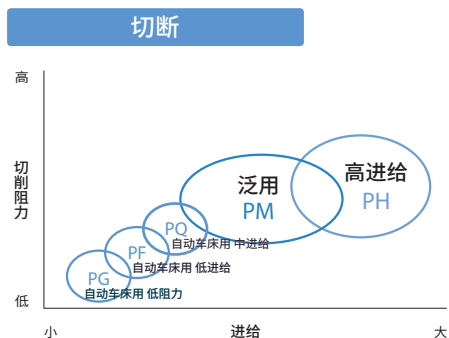 切断
高
切削阻力
低
泛用
PM
高进给
PH
PQ
自动车床用 中进给
PF
自动车床用 低进给
PG
自动车床用 低阻力
小
进给
大